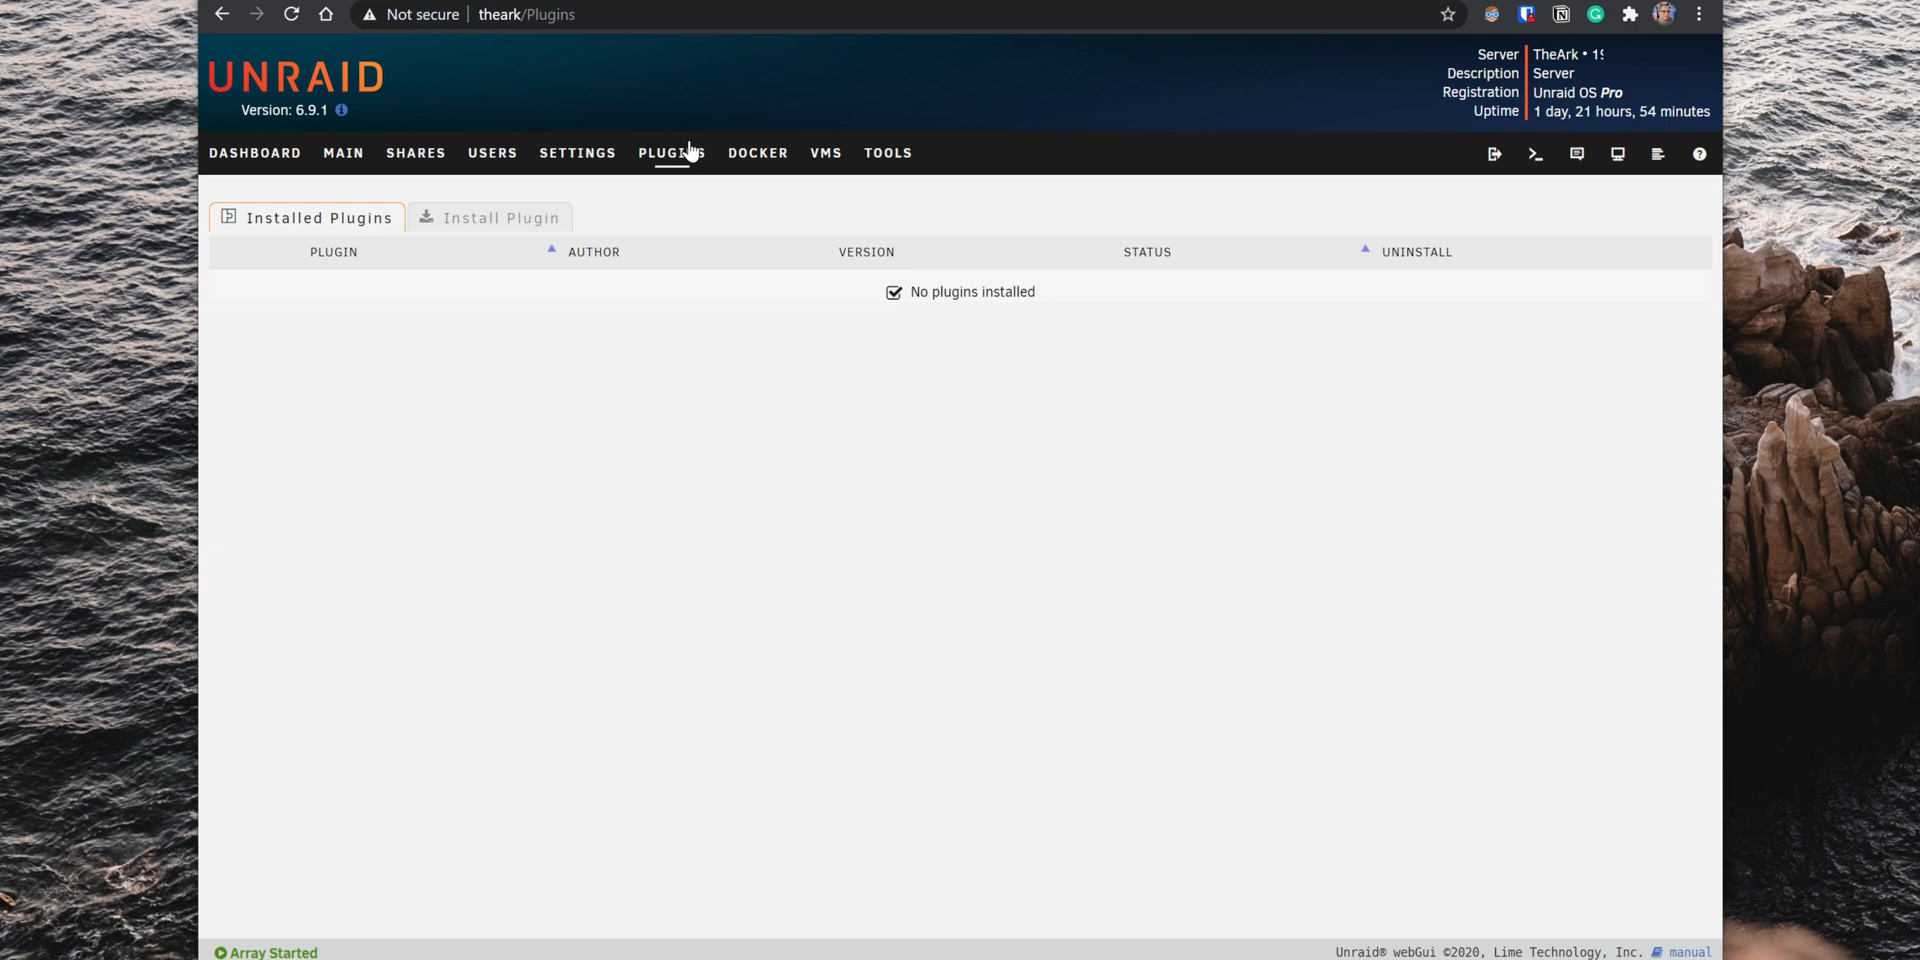 Not secure | theark/Plugins
UNRAID
Version: 6.9.1
Server TheArk •
Description Server
Registration Unraid OS Pro
Uptime 1 day, 21 hours, 54 minutes
DASHBOARD MAIN SHARES USERS SETTINGS PLUGINS DOCKER VMS TOOLS
Installed Plugins Install Plugin
PLUGIN AUTHOR VERSION STATUS UNINSTALL
No plugins installed
Array Started
Unraid® webGui ©2020, Lime Technology, Inc. manual